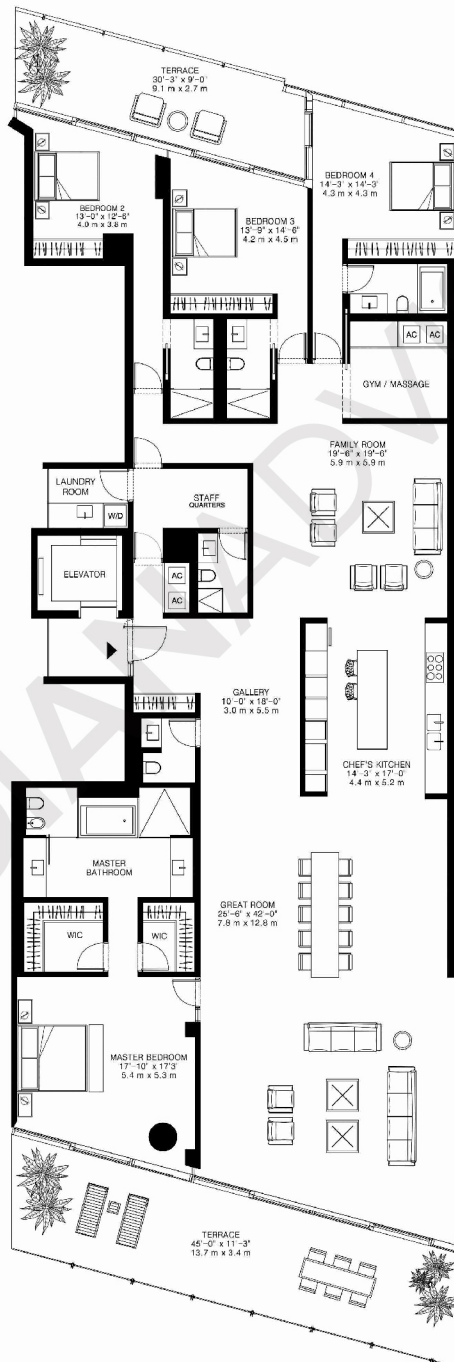 TERRACE
30'-3" x 9'-0"
9.1 m x 2.7 m
BEDROOM 4
14'-3" x 14'-3"
4.3 m x 4.3 m
BEDROOM 2
13'-0" x 12'-6"
4.0 m x 3.8 m
BEDROOM 3
13'-9" x 14'-6"
4.2 m x 4.5 m
AC
AC
GYM / MASSAGE
FAMILY ROOM
19'-6" x 19'-6"
5.9 m x 5.9 m
LAUNDRY
ROOM
W/D
STAFF
QUARTERS
ELEVATOR
AC
AC
GALLERY
10'-0" x 18'-0"
3.0 m x 5.5 m
CHEF'S KITCHEN
14'-3" x 17'-0"
4.4 m x 5.2 m
MASTER
BATHROOM
GREAT ROOM
25'-6" x 42'-0"
7.8 m x 12.8 m
WIC
WIC
MASTER BEDROOM
17'-10" x 17'3'
5.4 m x 5.3 m
TERRACE
45'-0" x 11'-3"
13.7 m x 3.4 m